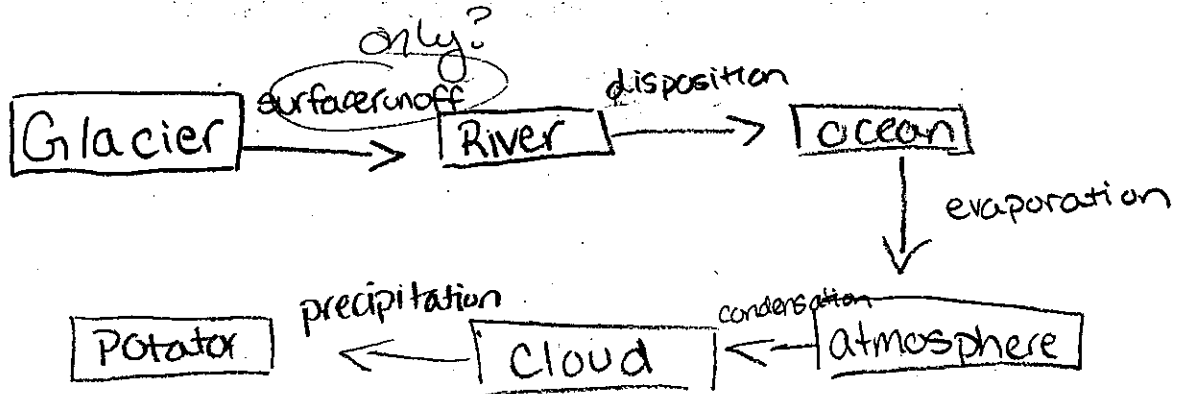 only?
surfacerunoff
disposition
Glacier
River
ocean
evaporation
precipitation
condensation
Potator
Cloud
atmosphere